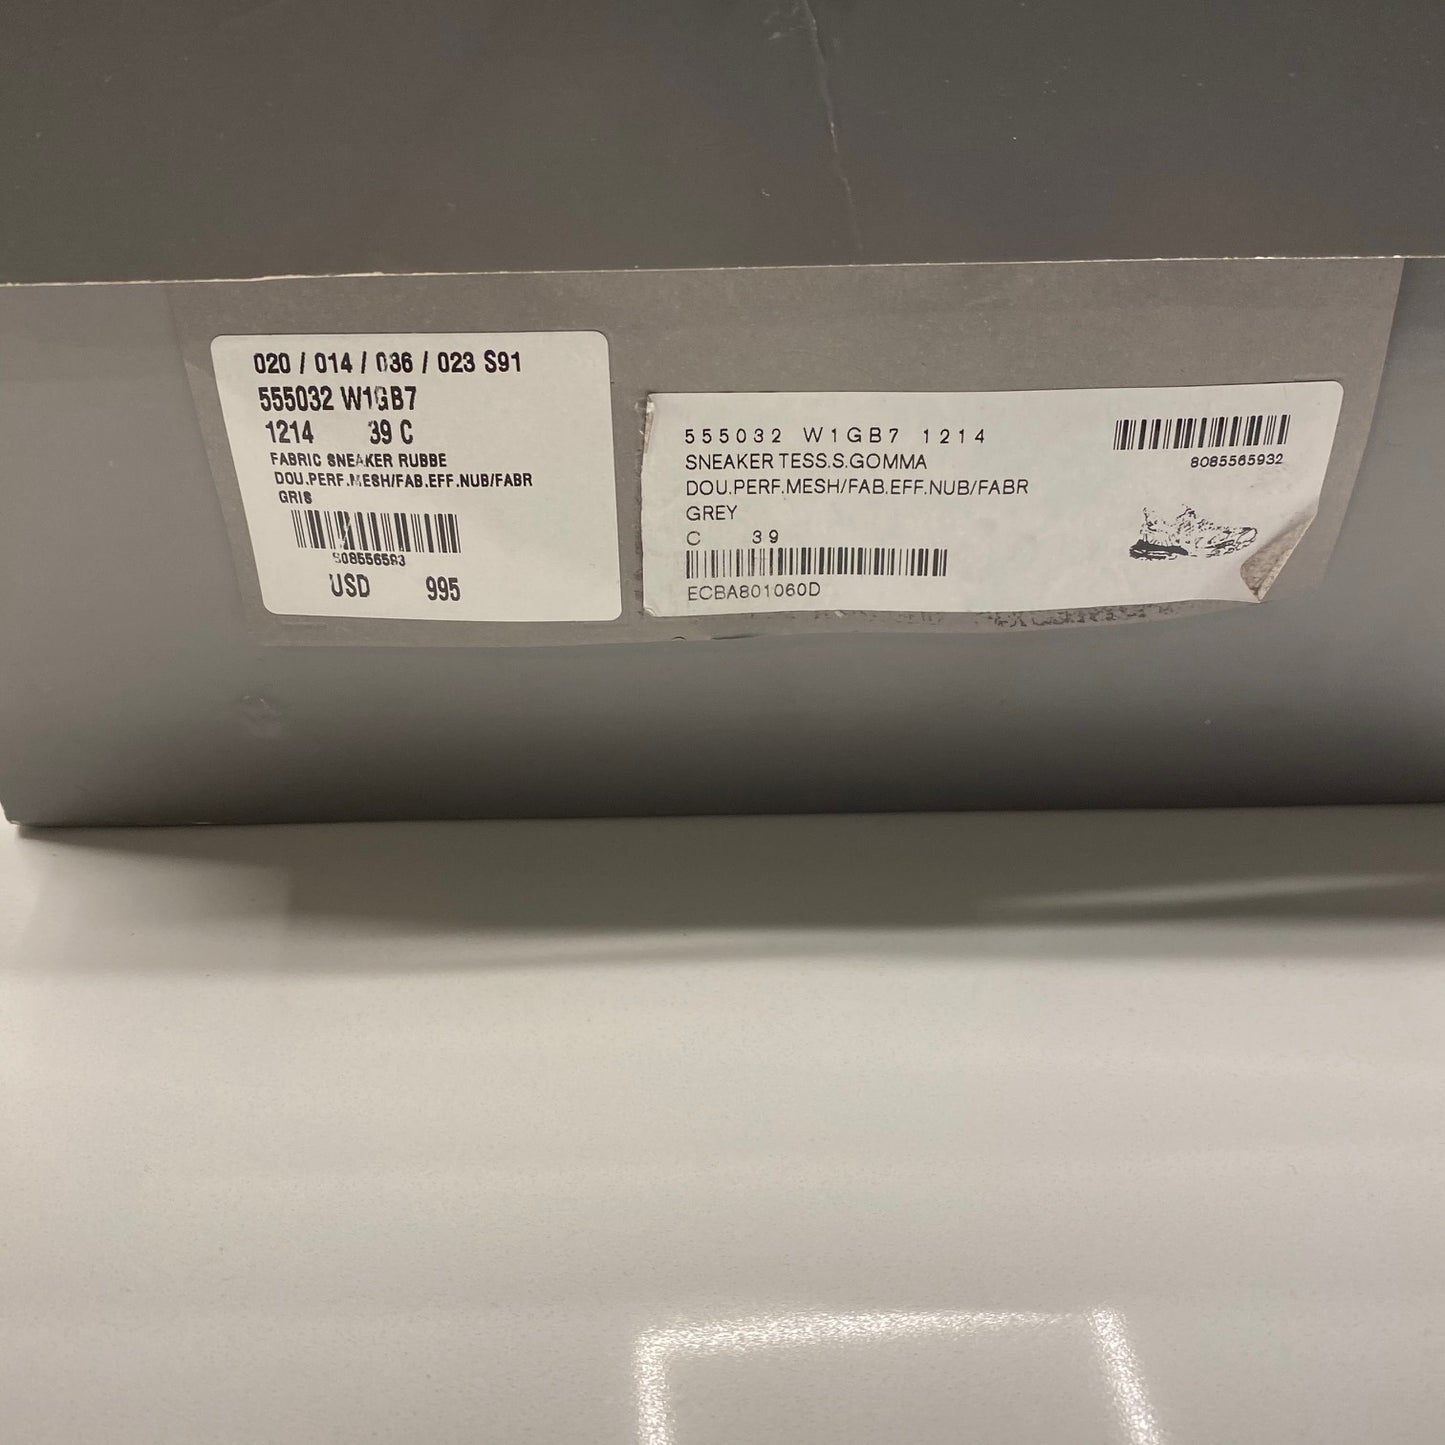 020 / 014 / 036 / 023 S91
555032 W1GB7
1214 39 C
FABRIC SNEAKER RUBBE
DOU.PERF.MESH/FAB.EFF.NUB/FABR
GRIS
USD 995
555032 W1GB7 1214
SNEAKER TESS.S.GOMMA
DOU.PERF.MESH/FAB.EFF.NUB/FABR
GREY
C 39
ECBA801060D
8085565932